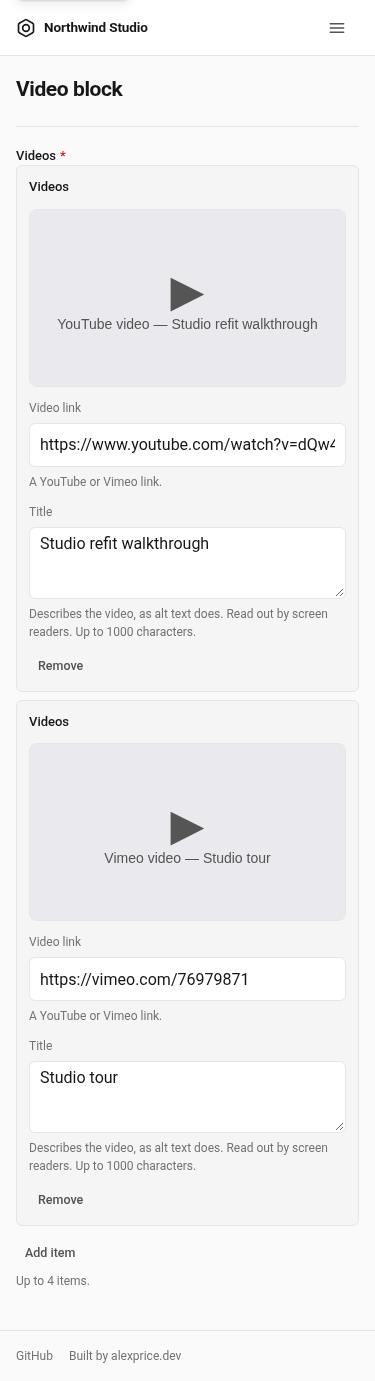 Northwind Studio
Video block
Videos *
Videos
YouTube video — Studio refit walkthrough
Video link
https://www.youtube.com/watch?v=dQw4
A YouTube or Vimeo link.
Title
Studio refit walkthrough
Describes the video, as alt text does. Read out by screen
readers. Up to 1000 characters.
Remove
Videos
Vimeo video — Studio tour
Video link
https://vimeo.com/76979871
A YouTube or Vimeo link.
Title
Studio tour
Describes the video, as alt text does. Read out by screen
readers. Up to 1000 characters.
Remove
Add item
Up to 4 items.
GitHub Built by alexprice.dev